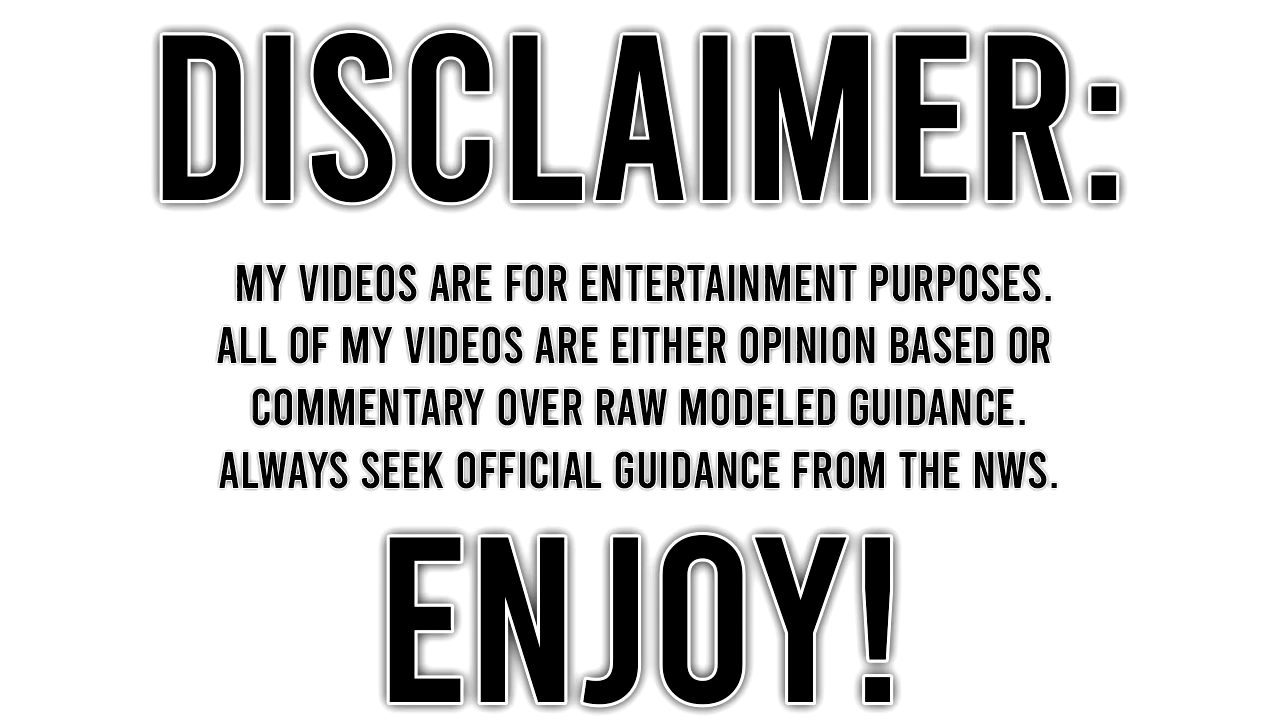 DISCLAIMER:
MY VIDEOS ARE FOR ENTERTAINMENT PURPOSES.
ALL OF MY VIDEOS ARE EITHER OPINION BASED OR
COMMENTARY OVER RAW MODELED GUIDANCE.
ALWAYS SEEK OFFICIAL GUIDANCE FROM THE NWS.
ENJOY!